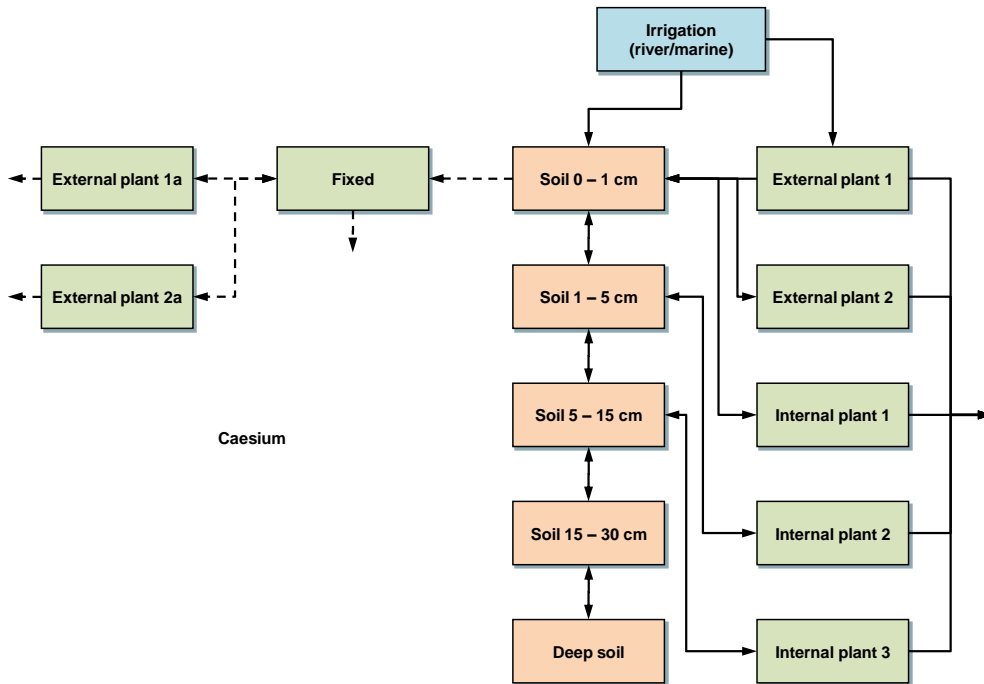 Irrigation
(river/marine)
External plant 1a
Fixed
Soil 0 – 1 cm
External plant 1
External plant 2a
Soil 1 – 5 cm
External plant 2
Soil 5 – 15 cm
Internal plant 1
Caesium
Soil 15 – 30 cm
Internal plant 2
Deep soil
Internal plant 3